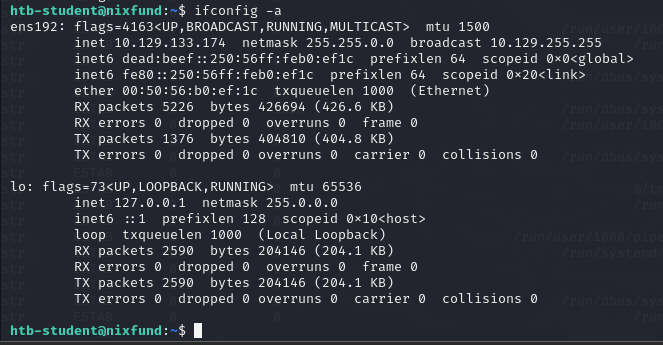 htb-student@nixfund:~$ ifconfig -a
ens192: flags=4163<UP,BROADCAST,RUNNING,MULTICAST>  mtu 1500
        inet 10.129.133.174  netmask 255.255.0.0  broadcast 10.129.255.255
        inet6 dead:beef::250:56ff:feb0:ef1c  prefixlen 64  scopeid 0×0<global>
        inet6 fe80::250:56ff:feb0:ef1c  prefixlen 64  scopeid 0×20<link>
        ether 00:50:56:b0:ef:1c  txqueuelen 1000  (Ethernet)
        RX packets 5226  bytes 426694 (426.6 KB)
        RX errors 0  dropped 0  overruns 0  frame 0
        TX packets 1376  bytes 404810 (404.8 KB)
        TX errors 0  dropped 0 overruns 0  carrier 0  collisions 0
lo: flags=73<UP,LOOPBACK,RUNNING>  mtu 65536
        inet 127.0.0.1  netmask 255.0.0.0
        inet6 ::1  prefixlen 128  scopeid 0×10<host>
        loop  txqueuelen 1000  (Local Loopback)
        RX packets 2590  bytes 204146 (204.1 KB)
        RX errors 0  dropped 0  overruns 0  frame 0
        TX packets 2590  bytes 204146 (204.1 KB)
        TX errors 0  dropped 0 overruns 0  carrier 0  collisions 0
htb-student@nixfund:~$